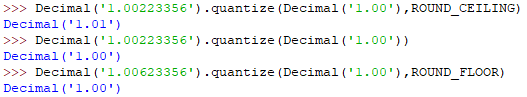 >>> Decimal('1.00223356').quantize(Decimal('1.00'),ROUND_CEILING)
Decimal('1.01')
>>> Decimal('1.00223356').quantize(Decimal('1.00'))
Decimal('1.00')
>>> Decimal('1.00623356').quantize(Decimal('1.00'),ROUND_FLOOR)
Decimal('1.00')